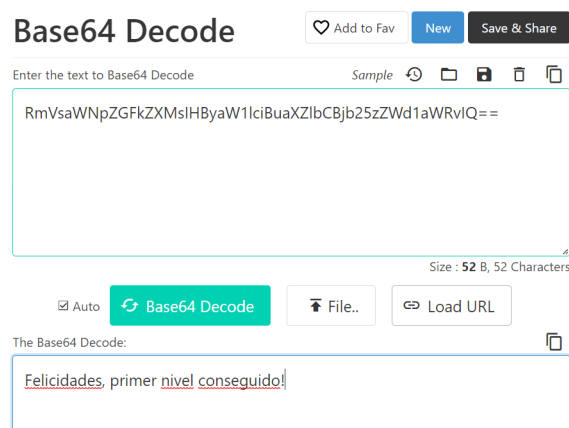 Base64 Decode
Add to Fav
New
Save & Share
Enter the text to Base64 Decode
Sample
RmVsaWNpZGFkZXMsIHByaW1lciBuaXZlbCBjb25zZWd1aWRvIQ==
Size : 52 B, 52 Characters
Auto
Base64 Decode
File..
Load URL
The Base64 Decode:
Felicidades, primer nivel conseguido!